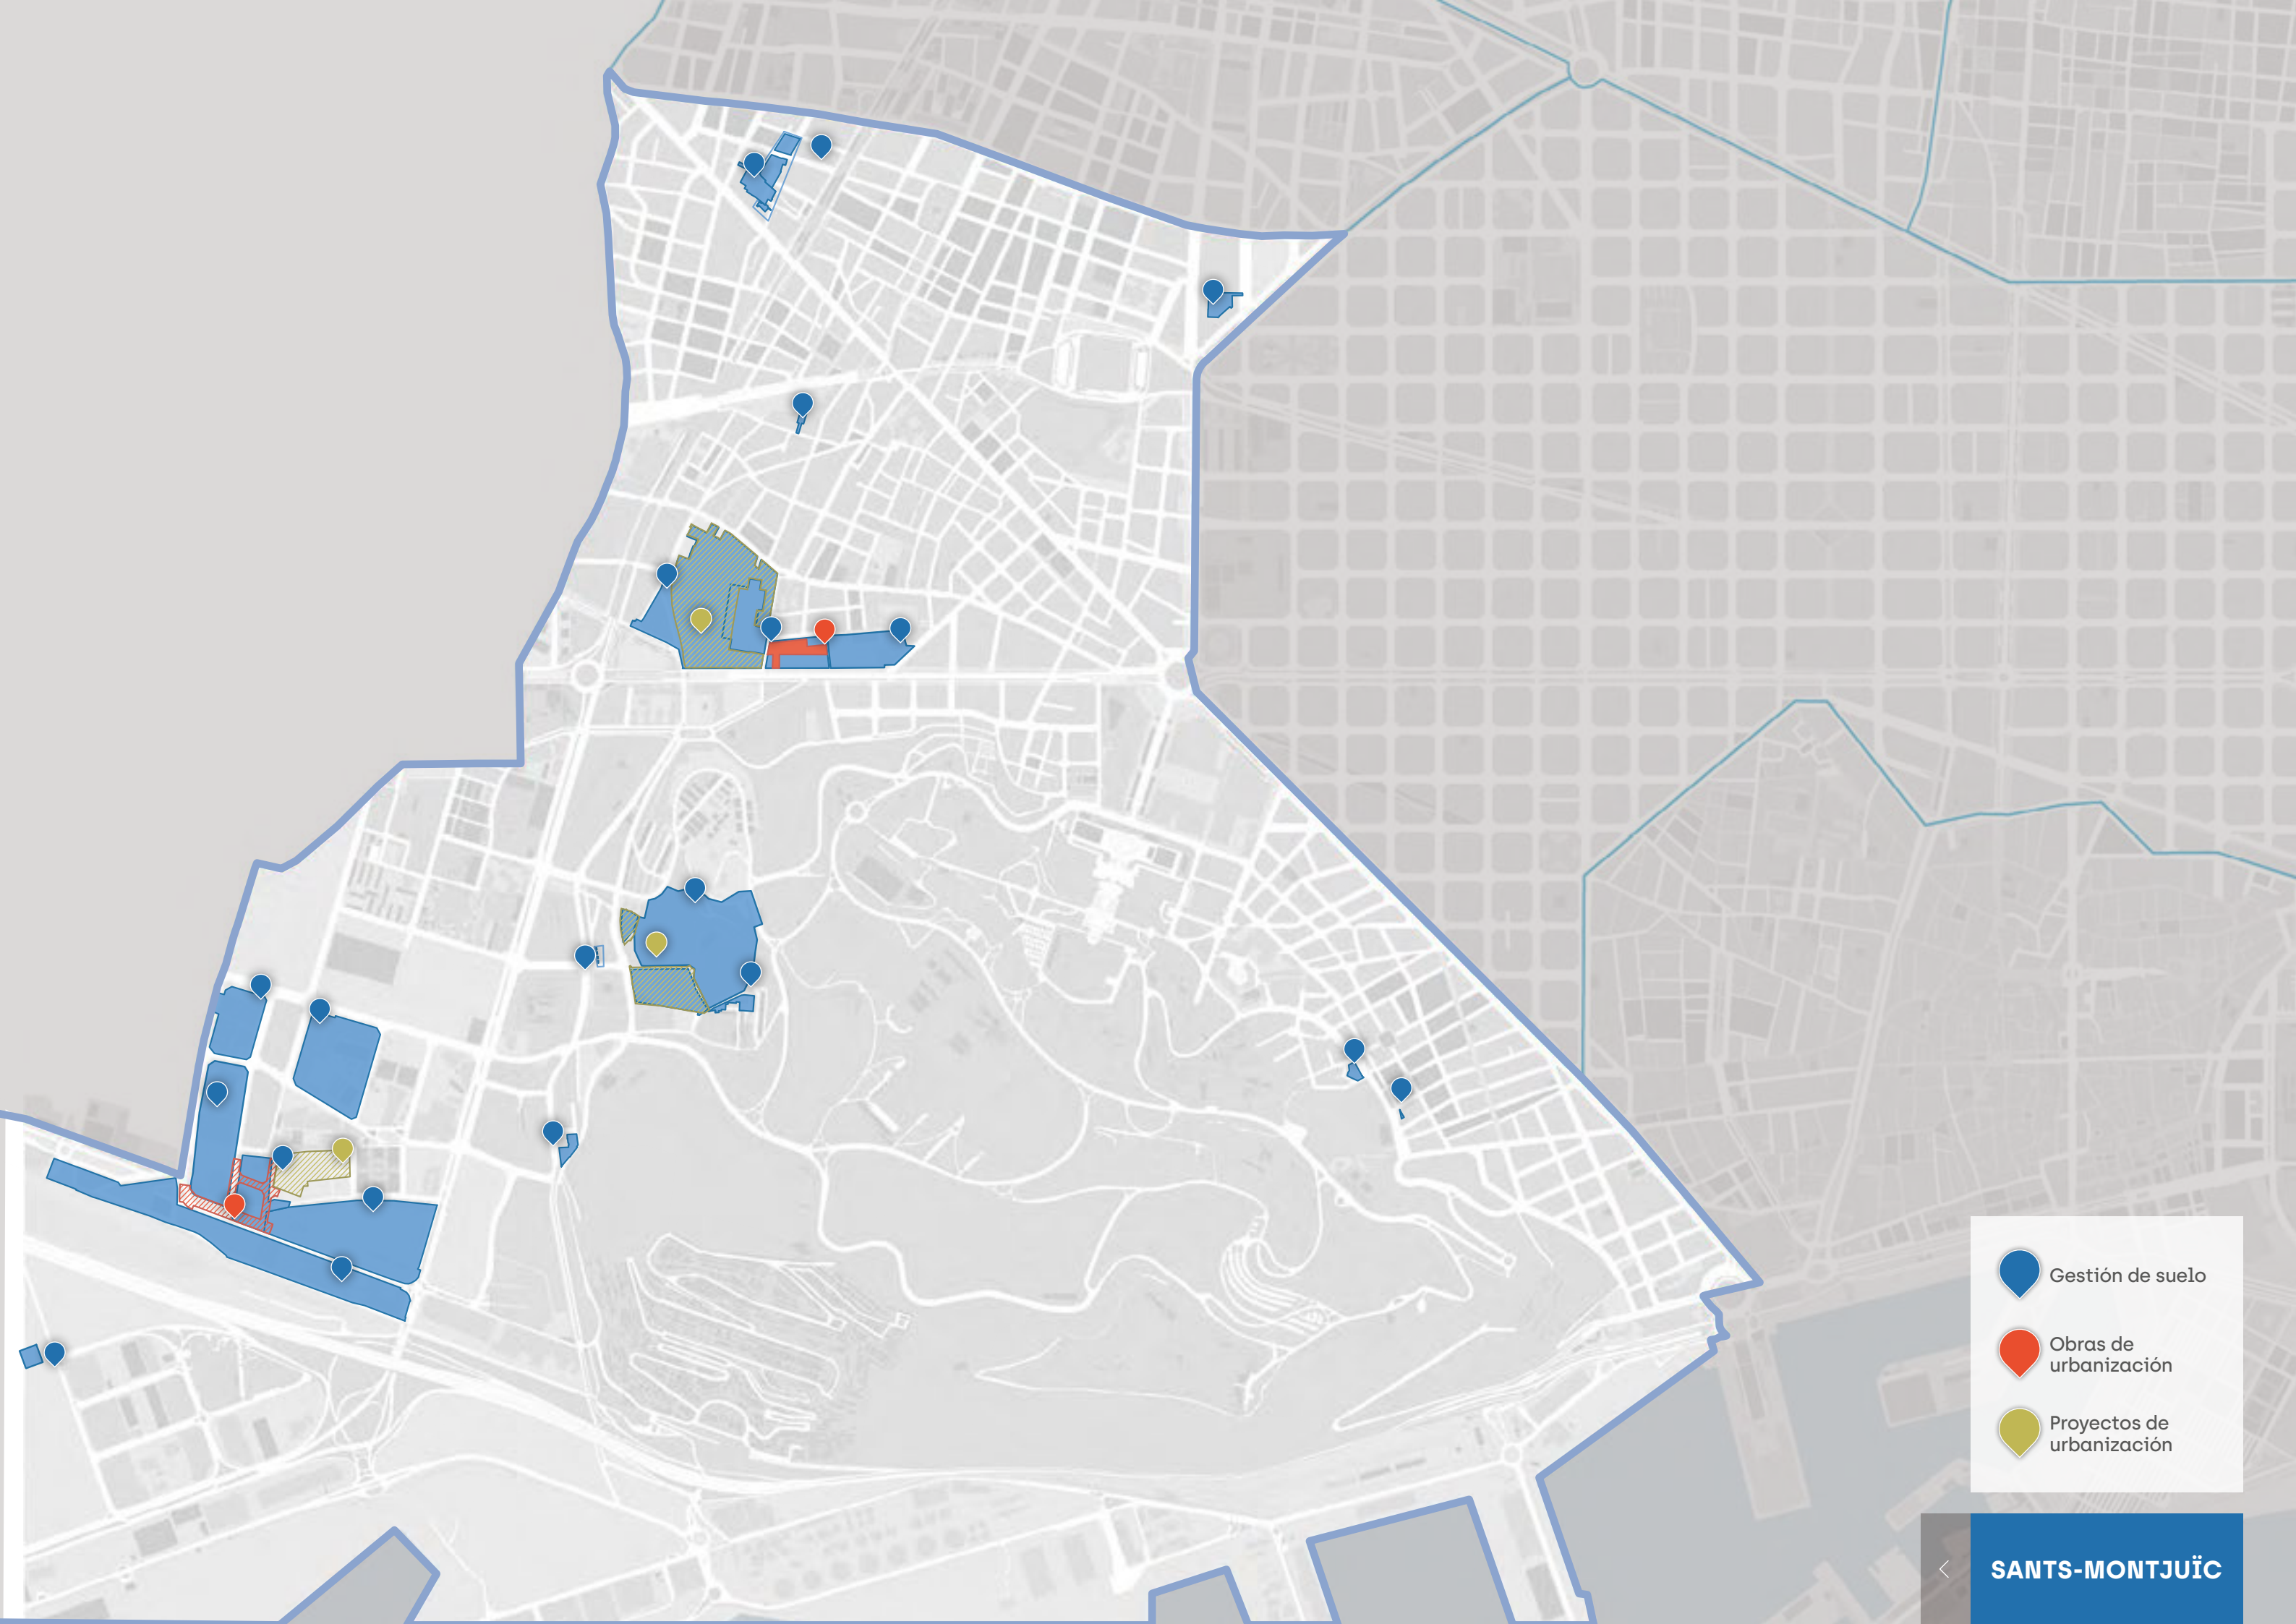 Gestión de suelo
Obras de
urbanización
Proyectos de
urbanización
SANTS-MONTJUÏC